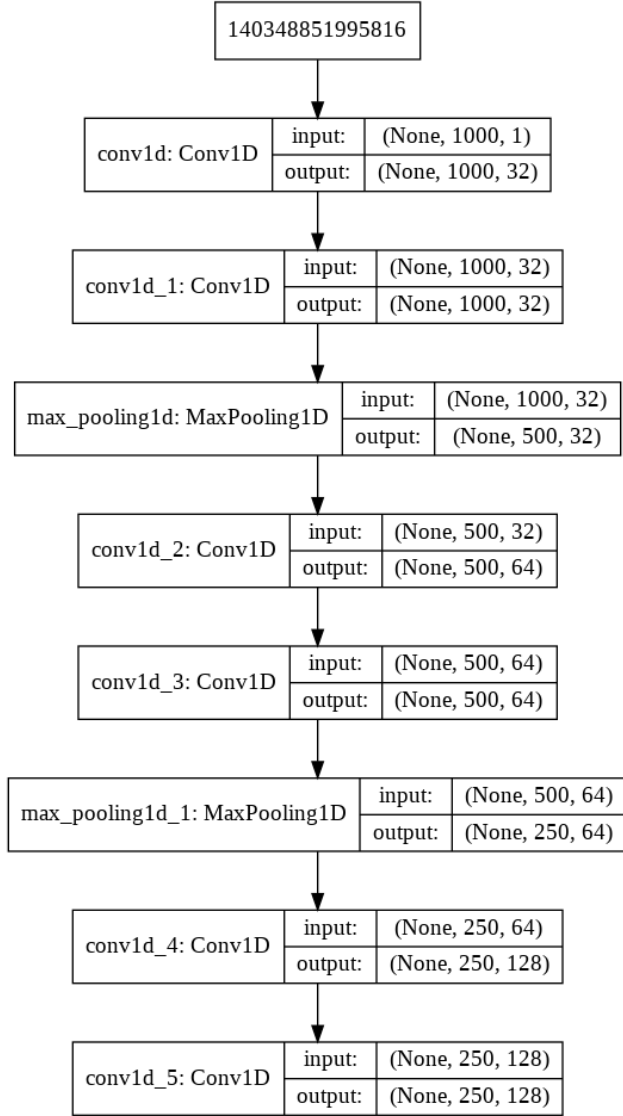 140348851995816
conv1d: Conv1D
input:
(None, 1000, 1)
output:
(None, 1000, 32)
conv1d_1: Conv1D
input:
(None, 1000, 32)
output:
(None, 1000, 32)
max_pooling1d: MaxPooling1D
input:
(None, 1000, 32)
output:
(None, 500, 32)
conv1d_2: Conv1D
input:
(None, 500, 32)
output:
(None, 500, 64)
conv1d_3: Conv1D
input:
(None, 500, 64)
output:
(None, 500, 64)
max_pooling1d_1: MaxPooling1D
input:
(None, 500, 64)
output:
(None, 250, 64)
conv1d_4: Conv1D
input:
(None, 250, 64)
output:
(None, 250, 128)
conv1d_5: Conv1D
input:
(None, 250, 128)
output:
(None, 250, 128)